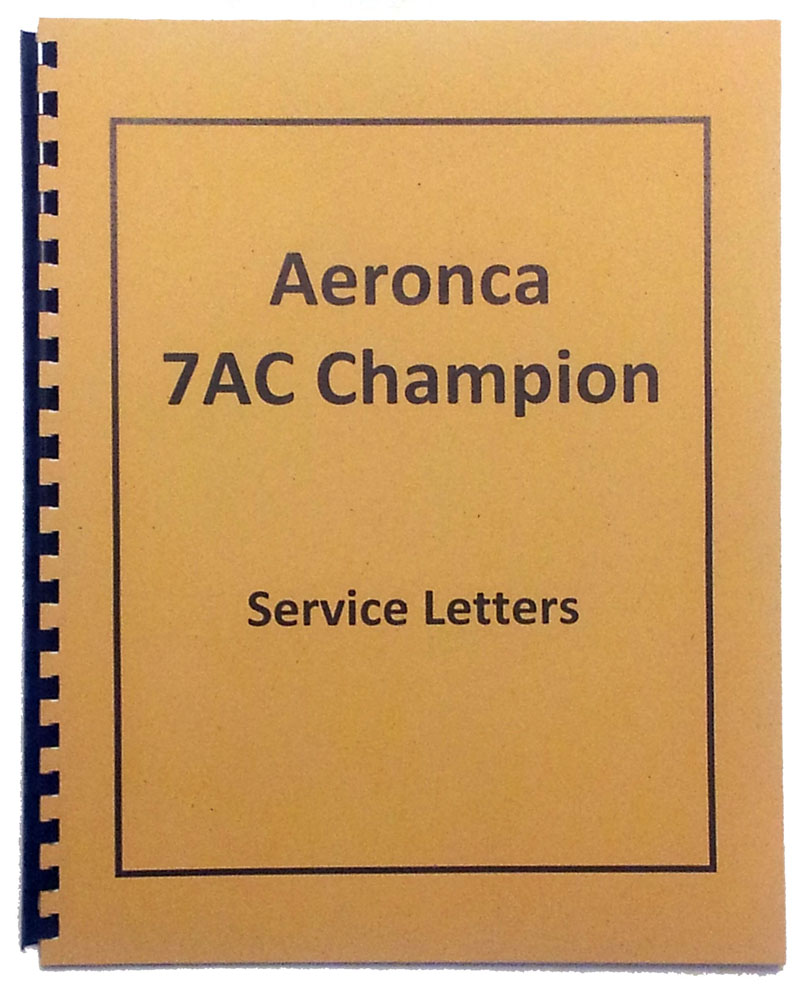 Aeronca
7AC Champion
Service Letters